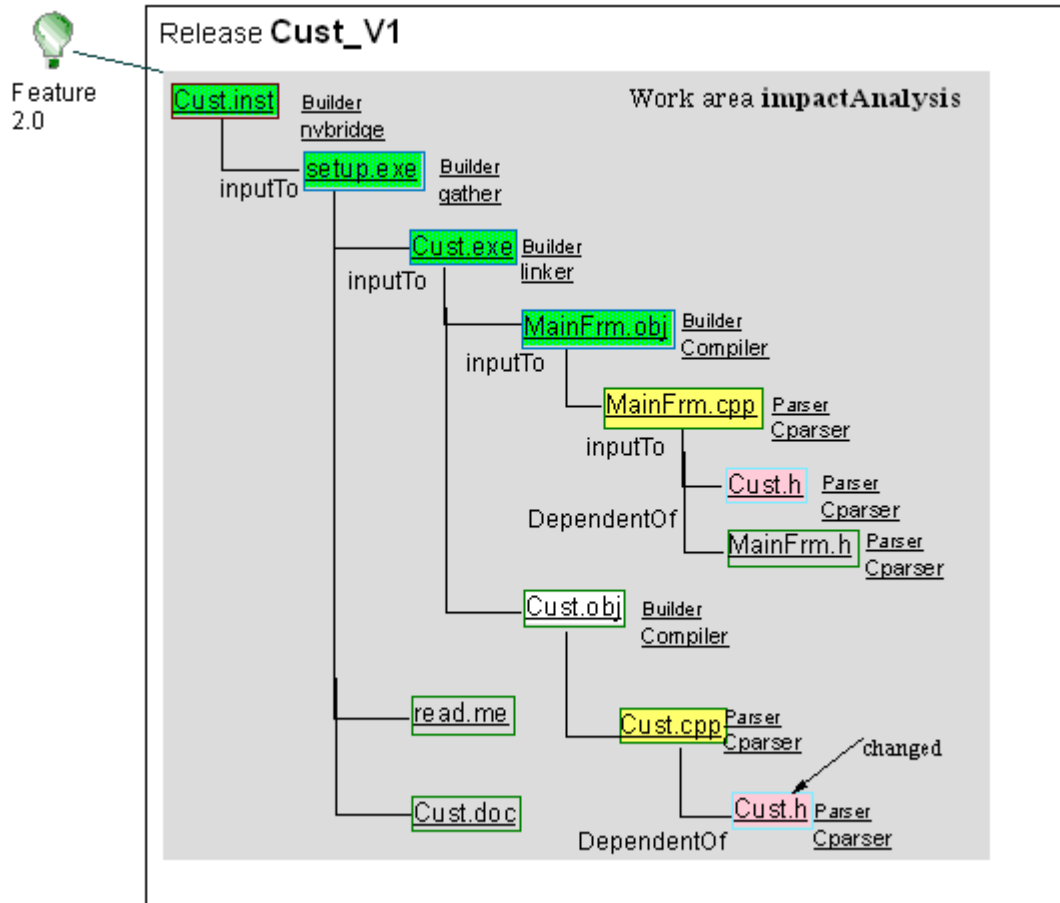 Release Cust_V1
Feature
2.0
Work area impactAnalysis
Cust.inst
Builder
nvbridge
inputTo
setup.exe
Builder
gather
inputTo
Cust.exe
Builder
linker
inputTo
MainFrm.obj
Builder
Compiler
inputTo
MainFrm.cpp
Parser
Cparser
Cust.h
Parser
Cparser
DependentOf
MainFrm.h
Parser
Cparser
Cust.obj
Builder
Compiler
read.me
Cust.cpp
Parser
Cparser
changed
Cust.doc
Cust.h
Parser
Cparser
DependentOf